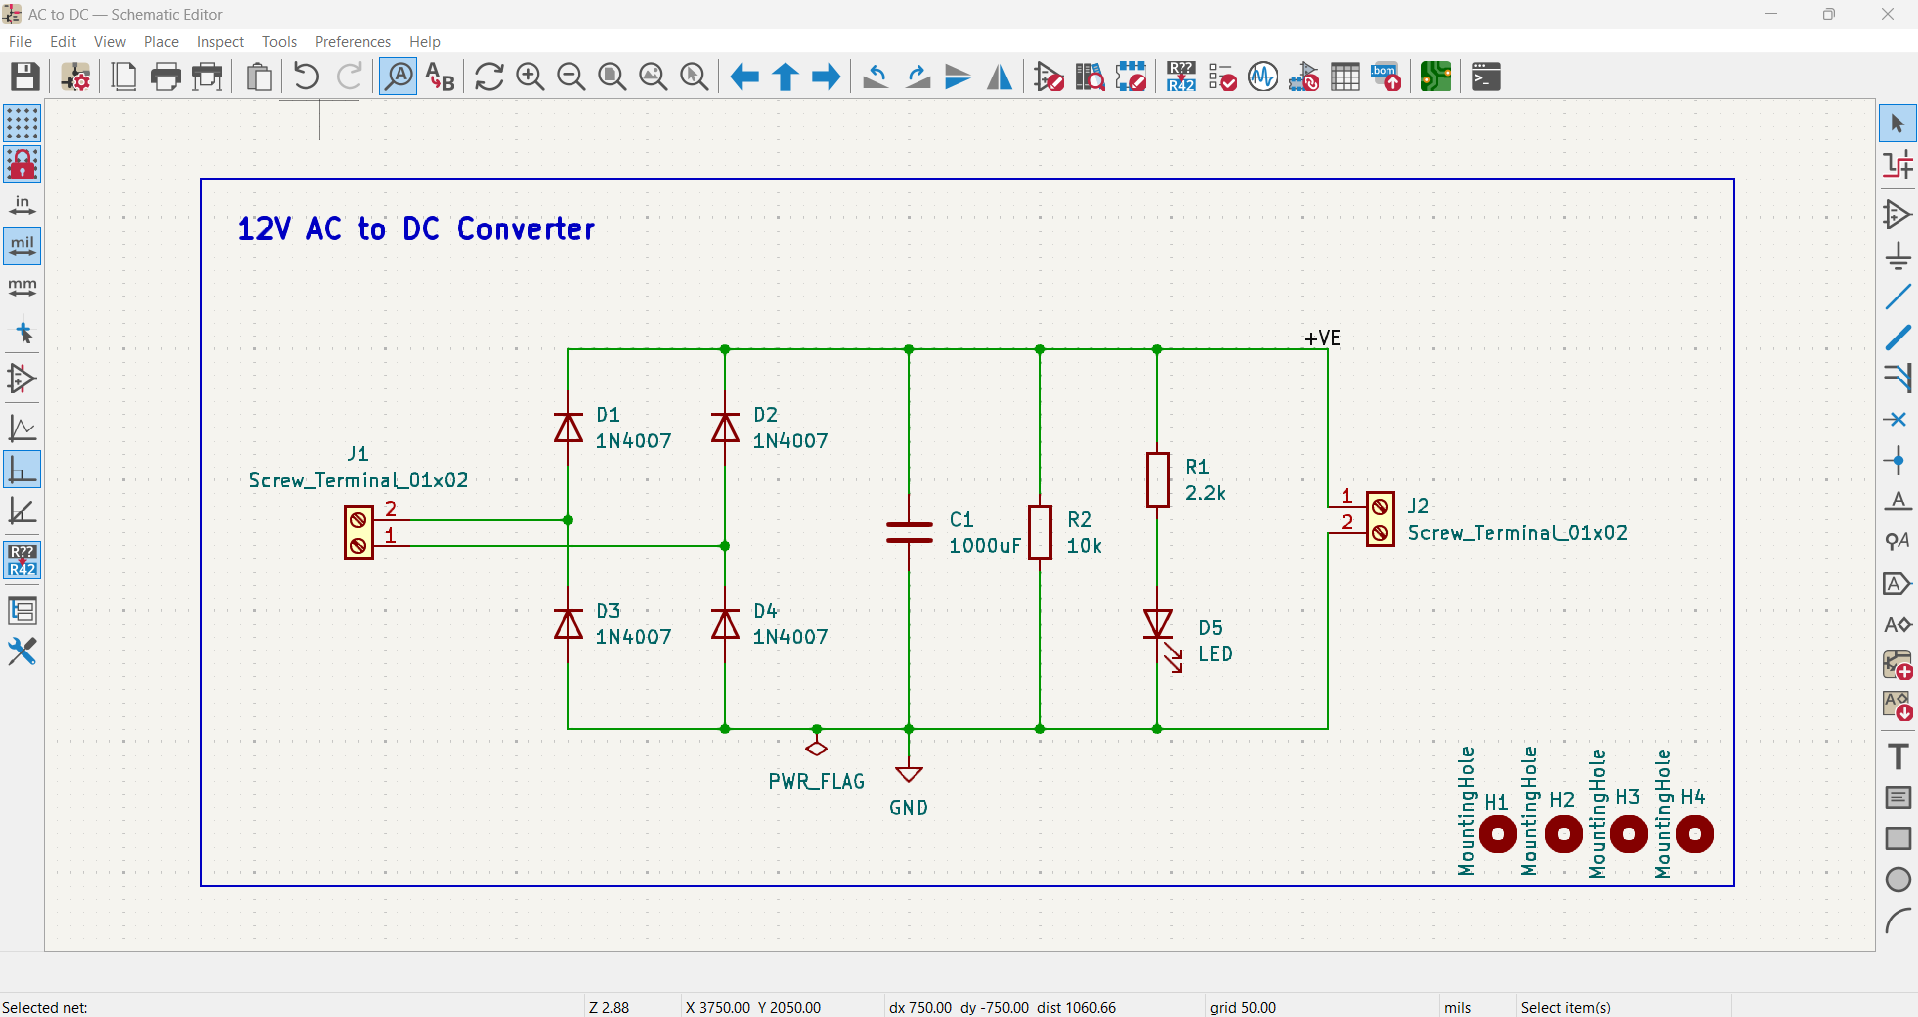 AC to DC — Schematic Editor
File Edit View Place Inspect Tools Preferences Help
A
B
R??
R42
.bom
in
mil
mm
R??
R42
12V AC to DC Converter
+VE
D1
1N4007
D2
1N4007
J1
Screw_Terminal_01x02
2
1
R1
2.2k
C1
1000uF
R2
10k
1
2
J2
Screw_Terminal_01x02
D3
1N4007
D4
1N4007
D5
LED
PWR_FLAG
GND
MountingHole
H1
MountingHole
H2
MountingHole
H3
MountingHole
H4
A
A
A
A
A
T
Selected net:
Z 2.88
X 3750.00 Y 2050.00
dx 750.00 dy -750.00 dist 1060.66
grid 50.00
mils
Select item(s)